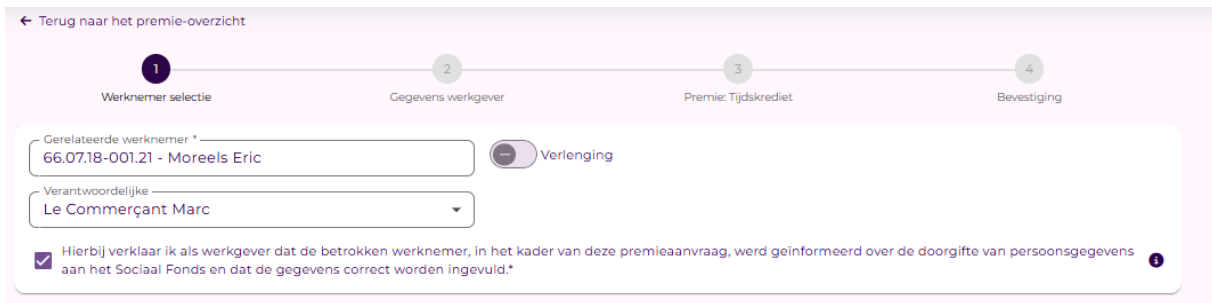 ← Terug naar het premie-overzicht
1 2 3 4
Werknemer selectie Gegevens werkgever Premie: Tijdskrediet Bevestiging
Gerelateerde werknemer *
66.07.18-001.21 - Moreels Eric
Verlenging
Verantwoordelijke
Le Commerçant Marc
Hierbij verklaar ik als werkgever dat de betrokken werknemer, in het kader van deze premieaanvraag, werd geïnformeerd over de doorgifte van persoonsgegevens
aan het Sociaal Fonds en dat de gegevens correct worden ingevuld.*